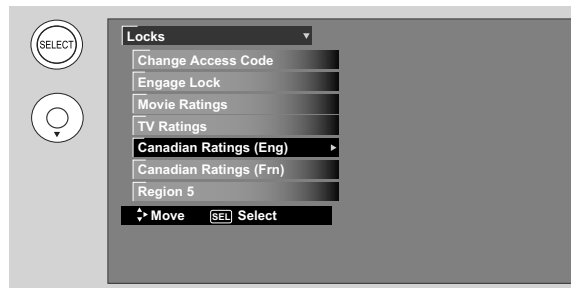 SELECT
Locks
Change Access Code
Engage Lock
Movie Ratings
TV Ratings
Canadian Ratings (Eng)
Canadian Ratings (Frn)
Region 5
Move SEL Select